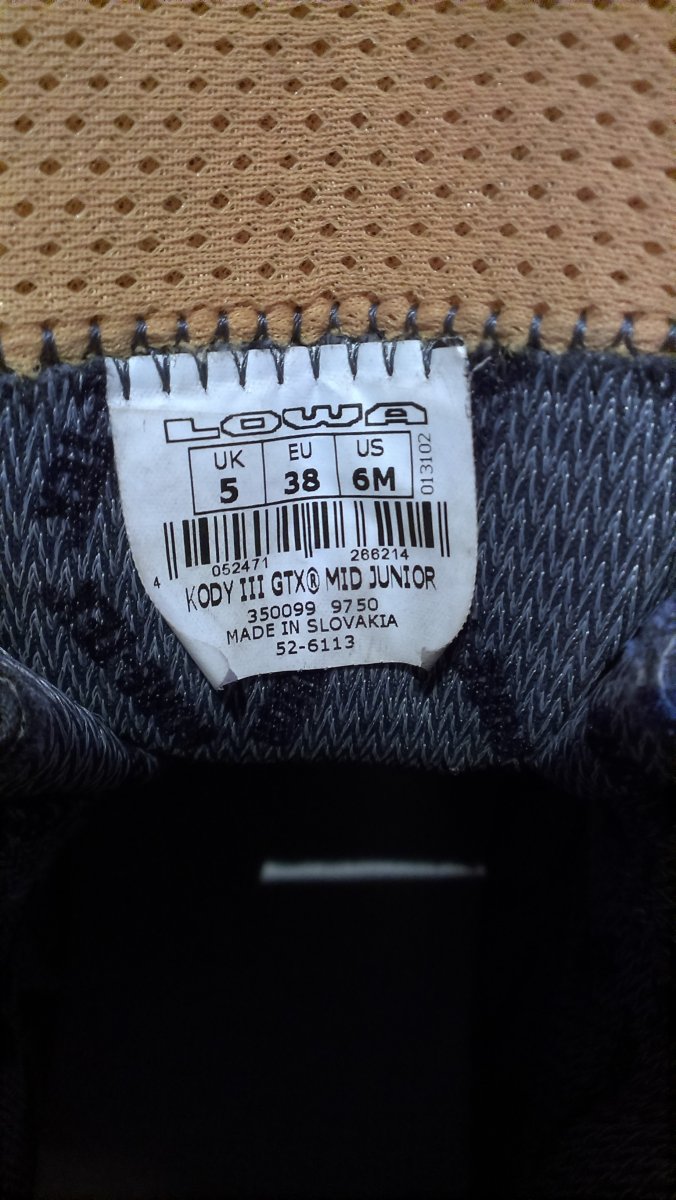 LOWA
UK EU US
5 38 6M
013102
4 052471 266214
KODY III GTX® MID JUNIOR
350099 9750
MADE IN SLOVAKIA
52-6113